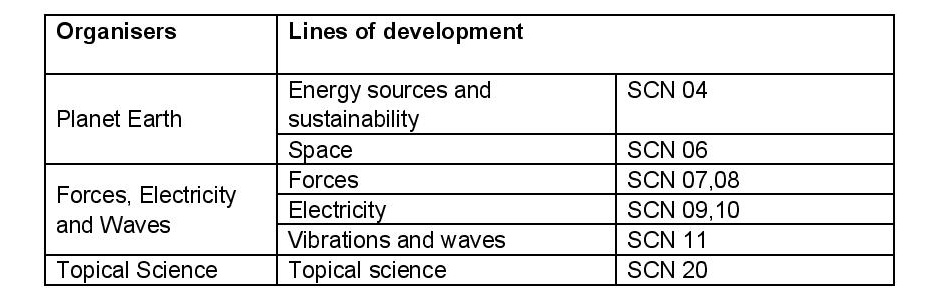 Organisers Lines of development
Planet Earth
Energy sources and
sustainability
SCN 04
Space SCN 06
Forces, Electricity
and Waves
Forces SCN 07,08
Electricity SCN 09,10
Vibrations and waves SCN 11
Topical Science Topical science SCN 20